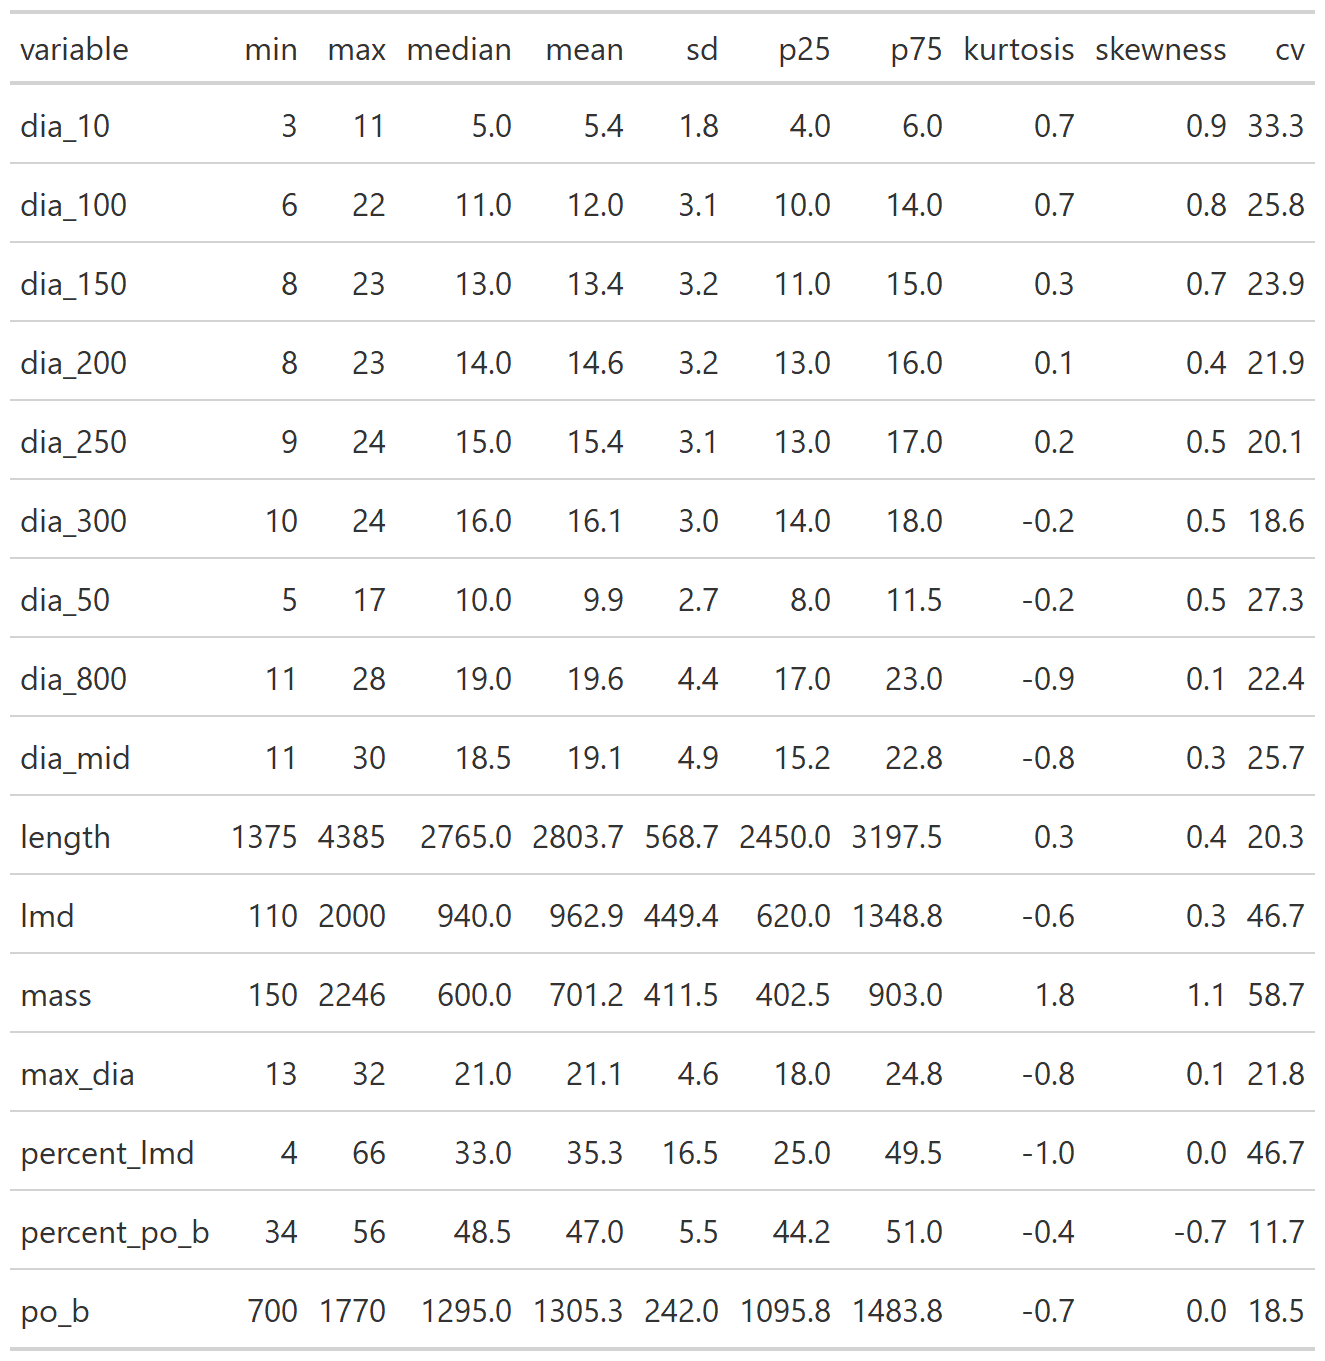 variable min max median mean sd p25 p75 kurtosis skewness cv
dia_10 3 11 5.0 5.4 1.8 4.0 6.0 0.7 0.9 33.3
dia_100 6 22 11.0 12.0 3.1 10.0 14.0 0.7 0.8 25.8
dia_150 8 23 13.0 13.4 3.2 11.0 15.0 0.3 0.7 23.9
dia_200 8 23 14.0 14.6 3.2 13.0 16.0 0.1 0.4 21.9
dia_250 9 24 15.0 15.4 3.1 13.0 17.0 0.2 0.5 20.1
dia_300 10 24 16.0 16.1 3.0 14.0 18.0 -0.2 0.5 18.6
dia_50 5 17 10.0 9.9 2.7 8.0 11.5 -0.2 0.5 27.3
dia_800 11 28 19.0 19.6 4.4 17.0 23.0 -0.9 0.1 22.4
dia_mid 11 30 18.5 19.1 4.9 15.2 22.8 -0.8 0.3 25.7
length 1375 4385 2765.0 2803.7 568.7 2450.0 3197.5 0.3 0.4 20.3
lmd 110 2000 940.0 962.9 449.4 620.0 1348.8 -0.6 0.3 46.7
mass 150 2246 600.0 701.2 411.5 402.5 903.0 1.8 1.1 58.7
max_dia 13 32 21.0 21.1 4.6 18.0 24.8 -0.8 0.1 21.8
percent_lmd 4 66 33.0 35.3 16.5 25.0 49.5 -1.0 0.0 46.7
percent_po_b 34 56 48.5 47.0 5.5 44.2 51.0 -0.4 -0.7 11.7
po_b 700 1770 1295.0 1305.3 242.0 1095.8 1483.8 -0.7 0.0 18.5